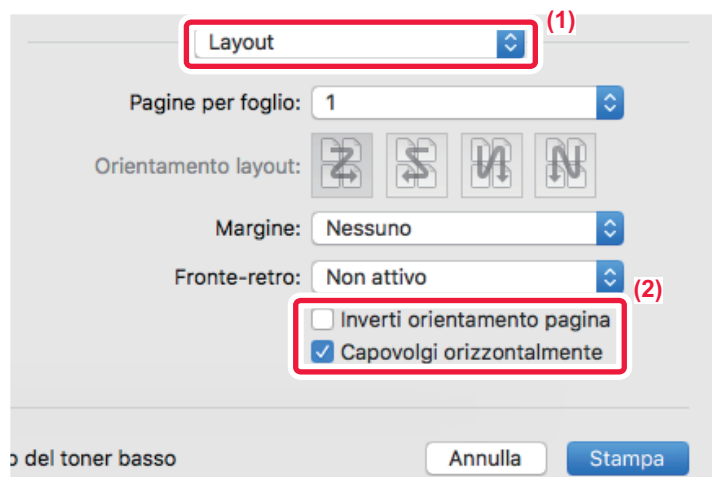 (1)
Layout
Pagine per foglio: 1
Orientamento layout:
Margine: Nessuno
Fronte-retro: Non attivo
(2)
Inverti orientamento pagina
Capovolgi orizzontalmente
o del toner basso Annulla Stampa